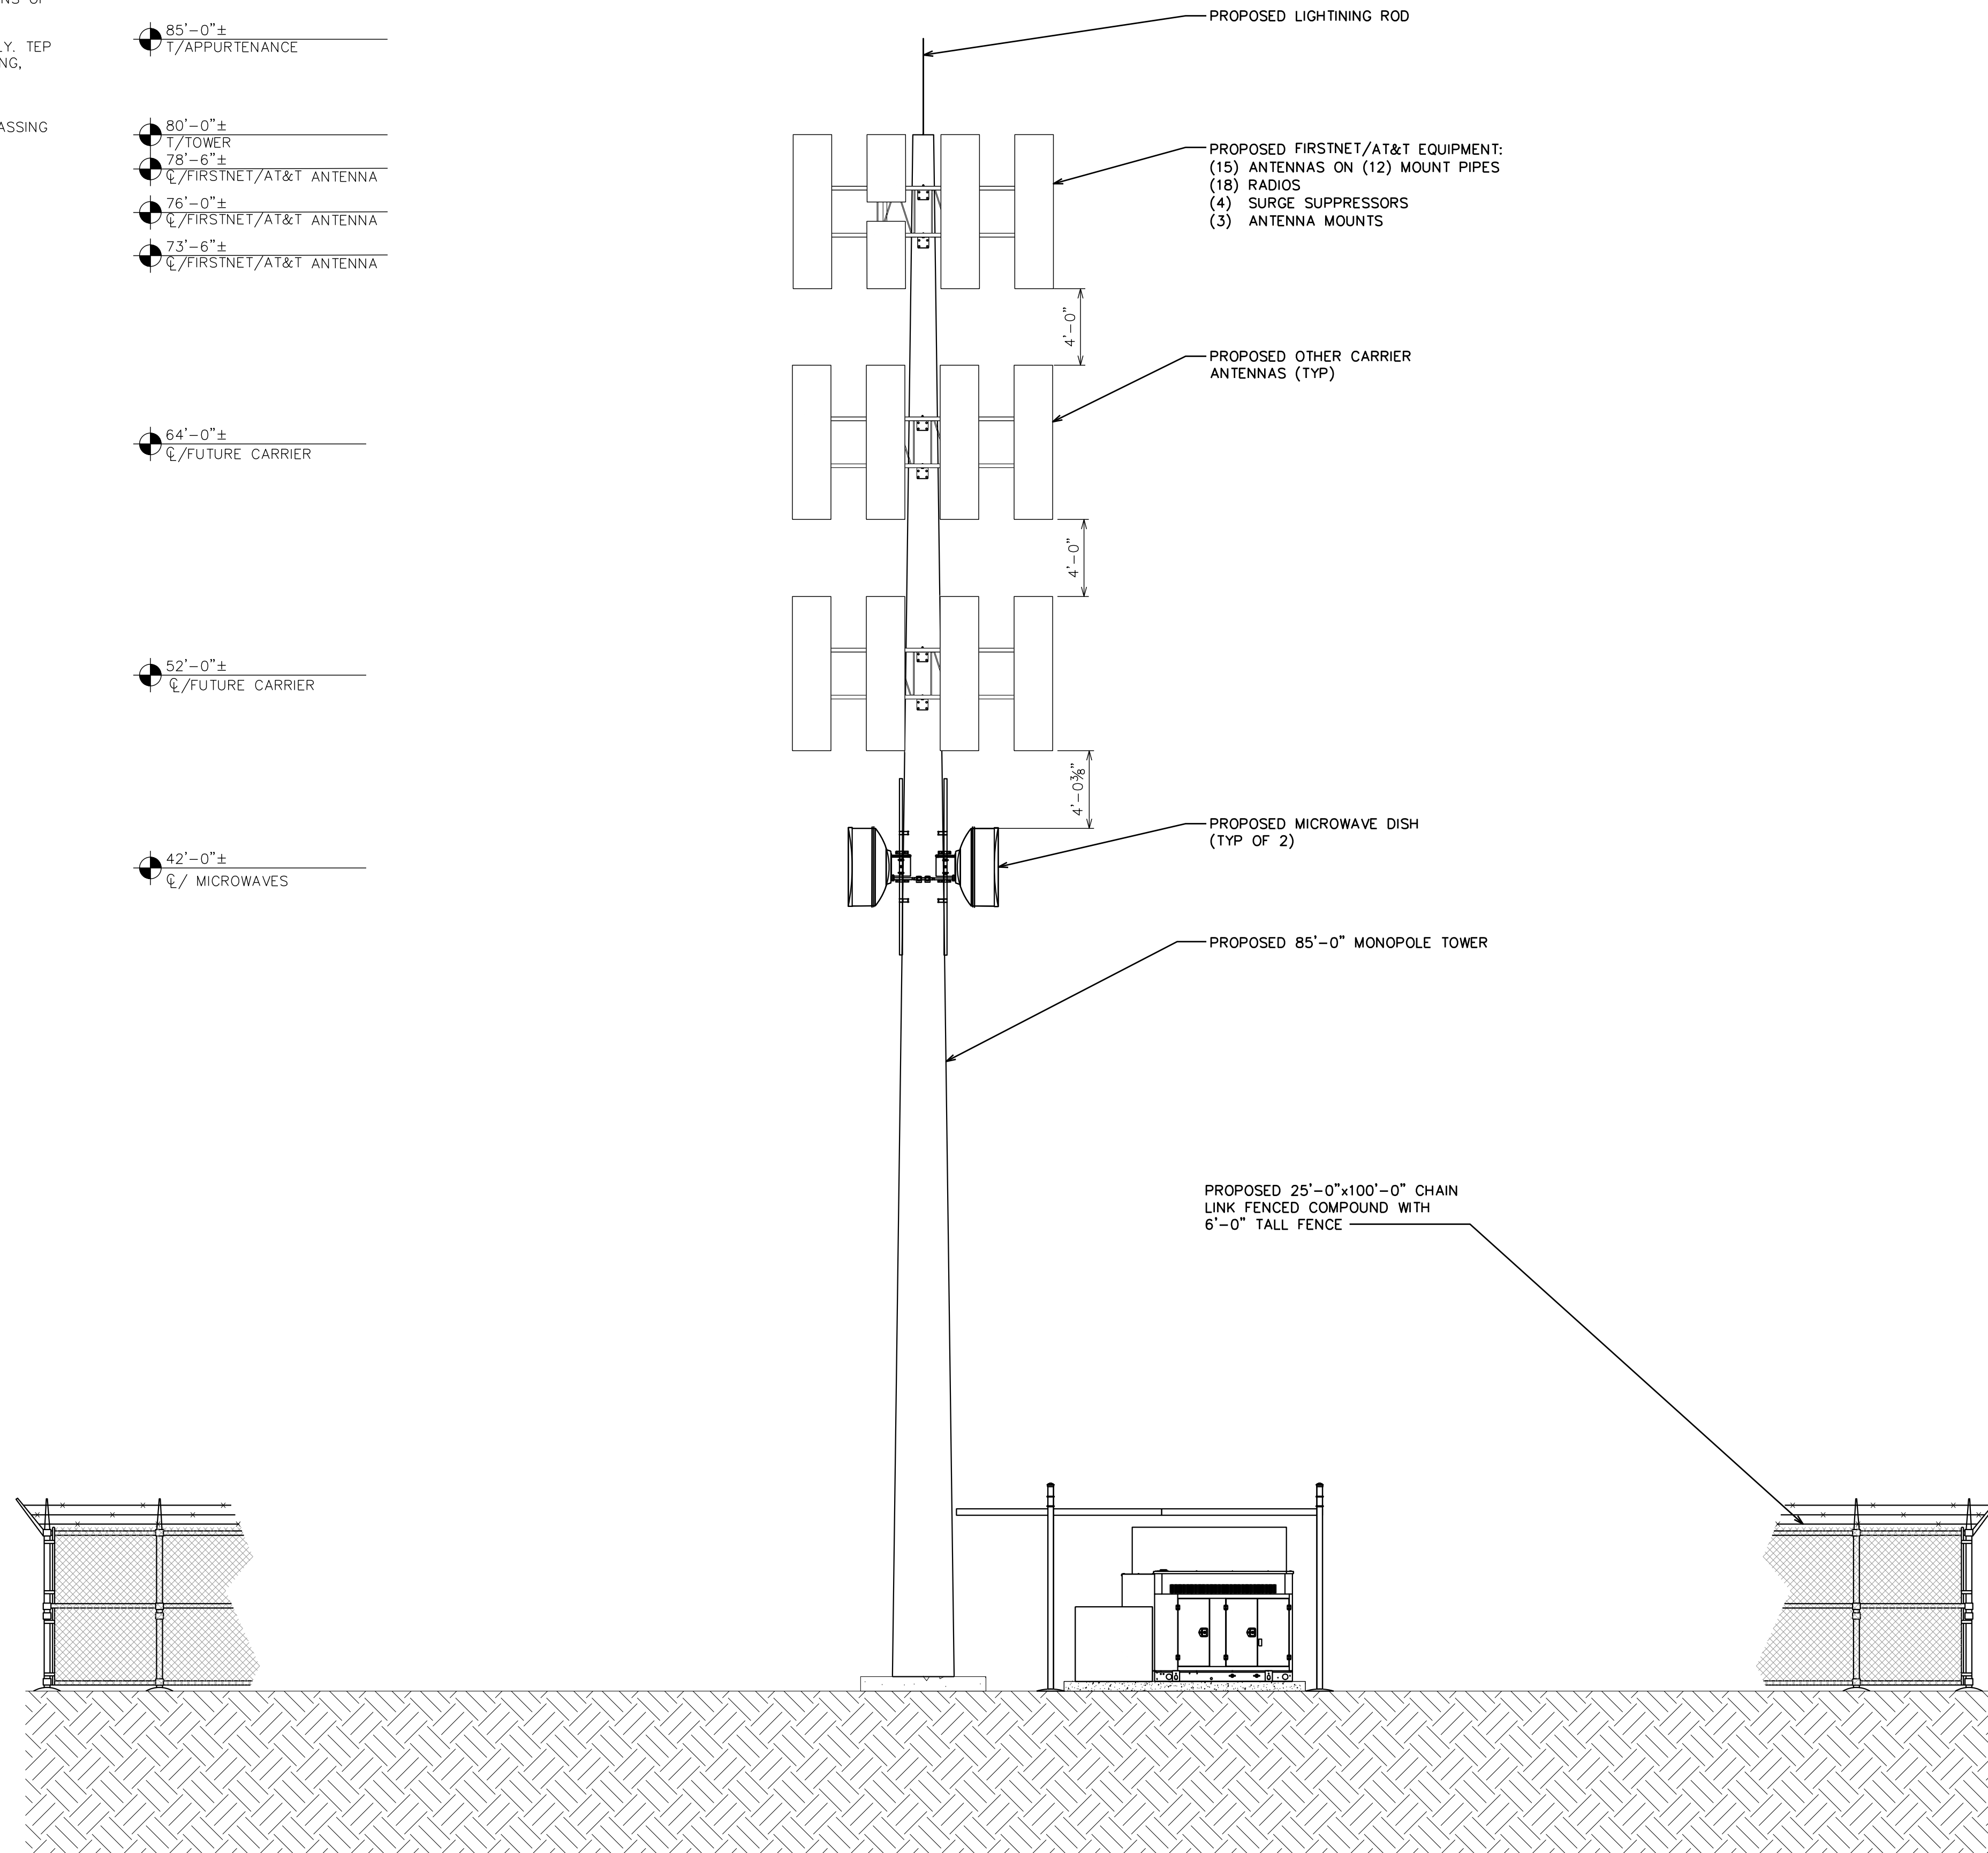 LY. TEP
NG,
ASSING
85'-0"±
T/APPURTENANCE
80'-0"±
T/TOWER
78'-6"±
℄/FIRSTNET/AT&T ANTENNA
76'-0"±
℄/FIRSTNET/AT&T ANTENNA
73'-6"±
℄/FIRSTNET/AT&T ANTENNA
64'-0"±
℄/FUTURE CARRIER
52'-0"±
℄/FUTURE CARRIER
42'-0"±
℄/ MICROWAVES
PROPOSED LIGHTINING ROD
PROPOSED FIRSTNET/AT&T EQUIPMENT:
(15) ANTENNAS ON (12) MOUNT PIPES
(18) RADIOS
(4) SURGE SUPPRESSORS
(3) ANTENNA MOUNTS
4'-0"
PROPOSED OTHER CARRIER
ANTENNAS (TYP)
4'-0"
4'-0⅜"
PROPOSED MICROWAVE DISH
(TYP OF 2)
PROPOSED 85'-0" MONOPOLE TOWER
PROPOSED 25'-0"x100'-0" CHAIN
LINK FENCED COMPOUND WITH
6'-0" TALL FENCE